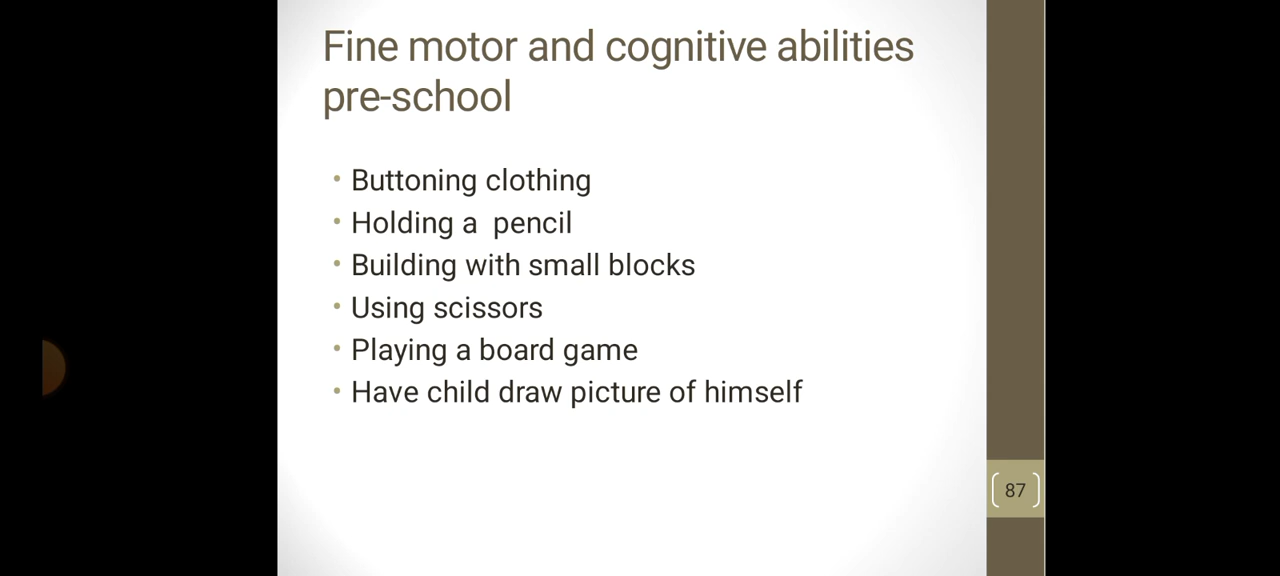 Fine motor and cognitive abilities
pre-school
• Buttoning clothing
• Holding a  pencil
• Building with small blocks
• Using scissors
• Playing a board game
• Have child draw picture of himself
87